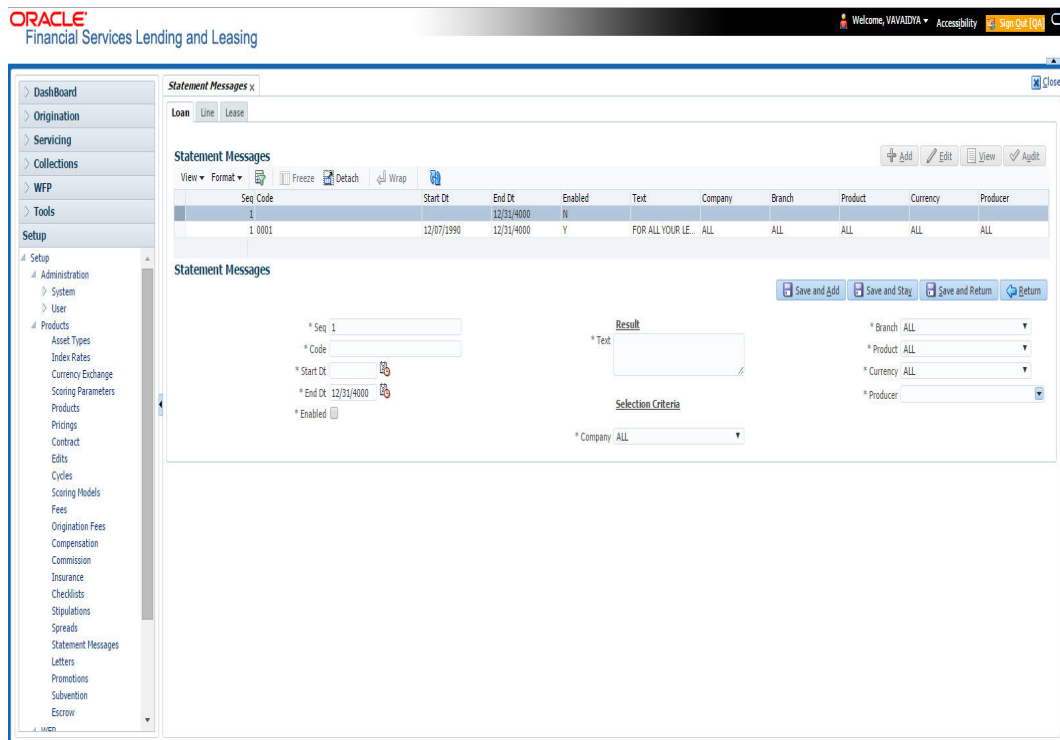 ORACLE
Financial Services Lending and Leasing
Welcome, VAVAIDYA
Accessibility
Sign Out [QA]
DashBoard
Origination
Servicing
Collections
WFP
Tools
Setup
Setup
Administration
System
User
Products
Asset Types
Index Rates
Currency Exchange
Scoring Parameters
Products
Pricings
Contract
Edits
Cycles
Scoring Models
Fees
Origination Fees
Compensation
Commission
Insurance
Checklists
Stipulations
Spreads
Statement Messages
Letters
Promotions
Subvention
Escrow
WFP
Statement Messages x
Close
Loan Line Lease
Statement Messages
Add Edit View Audit
View Format Freeze Detach Wrap
Seq Code Start Dt End Dt Enabled Text Company Branch Product Currency Producer
1 12/31/4000 N
1 0001 12/07/1990 12/31/4000 Y FOR ALL YOUR LE... ALL ALL ALL ALL ALL
Statement Messages
Save and Add Save and Stay Save and Return Return
* Seq 1
* Code
* Start Dt
* End Dt 12/31/4000
* Enabled
Result
* Text
Selection Criteria
* Company ALL
* Branch ALL
* Product ALL
* Currency ALL
* Producer